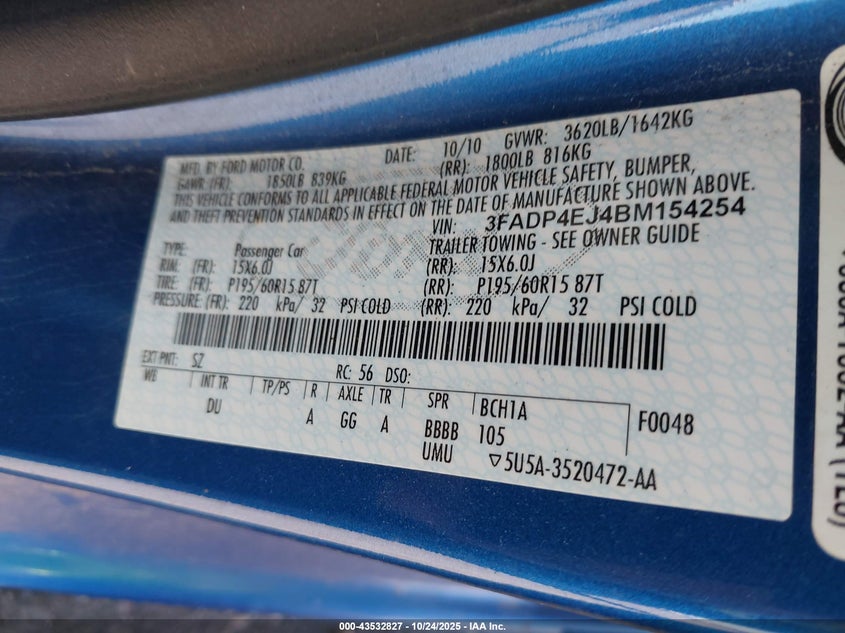 MFD. BY FORD MOTOR CO. DATE: 10/10 GVWR: 3620LB/1642KG
GAWR: (FR): 1850LB 839KG (RR): 1800LB 816KG
THIS VEHICLE CONFORMS TO ALL APPLICABLE FEDERAL MOTOR VEHICLE SAFETY, BUMPER,
AND THEFT PREVENTION STANDARDS IN EFFECT ON THE DATE OF MANUFACTURE SHOWN ABOVE.
VIN: 3FADP4EJ4BM154254
TYPE: Passenger Car TRAILER TOWING - SEE OWNER GUIDE
RIM: (FR): 15X6.0J (RR): 15X6.0J
TIRE: (FR): P195/60R15 87T (RR): P195/60R15 87T
PRESSURE: (FR): 220 kPa/ 32 PSI COLD (RR): 220 kPa/ 32 PSI COLD
EXT PNT: SZ RC: 56 DSO:
WB INT TR TP/PS R AXLE TR SPR BCH1A F0048
DU A GG A BBBB 105
UMU ▽5U5A-3520472-AA
000-43532827 - 10/24/2025 - IAA Inc.